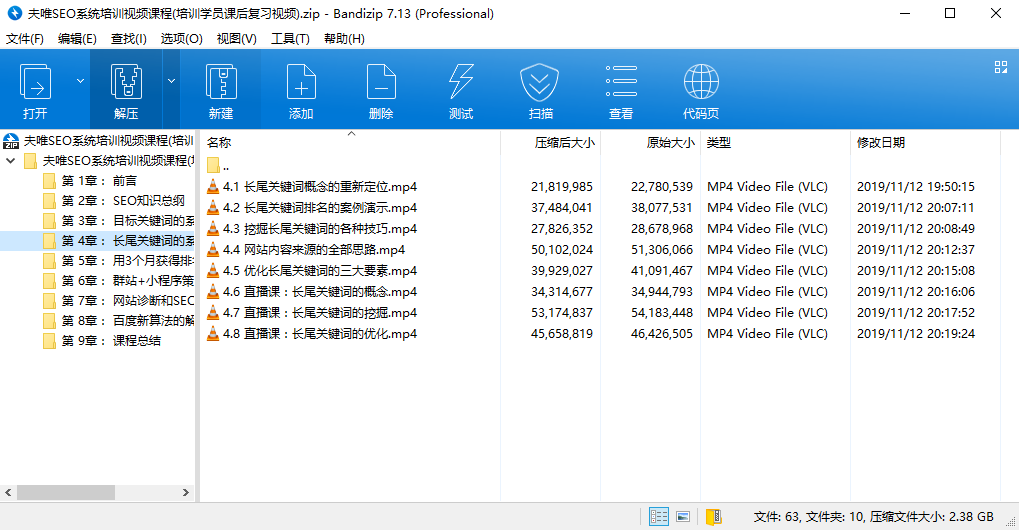 夫唯SEO系统培训视频课程(培训学员课后复习视频).zip - Bandizip 7.13 (Professional)
文件(F) 编辑(E) 查找(I) 选项(O) 视图(V) 工具(T) 帮助(H)
打开 解压 新建 添加 删除 测试 扫描 查看 代码页
夫唯SEO系统培训视频课程(培训
夫唯SEO系统培训视频课程(培
第 1章 : 前言
第 2章 : SEO知识总纲
第 3章 : 目标关键词的系
第 4章 : 长尾关键词的系
第 5章 : 用3个月获得排名
第 6章 : 群站+小程序策
第 7章 : 网站诊断和SEO
第 8章 : 百度新算法的解
第 9章 : 课程总结
名称 压缩后大小 原始大小 类型 修改日期
..
4.1 长尾关键词概念的重新定位.mp4 21,819,985 22,780,539 MP4 Video File (VLC) 2019/11/12 19:50:15
4.2 长尾关键词排名的案例演示.mp4 37,484,041 38,077,531 MP4 Video File (VLC) 2019/11/12 20:07:11
4.3 挖掘长尾关键词的各种技巧.mp4 27,826,352 28,678,968 MP4 Video File (VLC) 2019/11/12 20:08:49
4.4 网站内容来源的全部思路.mp4 50,102,024 51,306,066 MP4 Video File (VLC) 2019/11/12 20:12:37
4.5 优化长尾关键词的三大要素.mp4 39,929,027 41,091,467 MP4 Video File (VLC) 2019/11/12 20:15:08
4.6 直播课：长尾关键词的概念.mp4 34,314,677 34,944,793 MP4 Video File (VLC) 2019/11/12 20:16:06
4.7 直播课：长尾关键词的挖掘.mp4 53,174,837 54,183,448 MP4 Video File (VLC) 2019/11/12 20:17:52
4.8 直播课：长尾关键词的优化.mp4 45,658,819 46,426,505 MP4 Video File (VLC) 2019/11/12 20:19:24
文件: 63, 文件夹: 10, 压缩文件大小: 2.38 GB